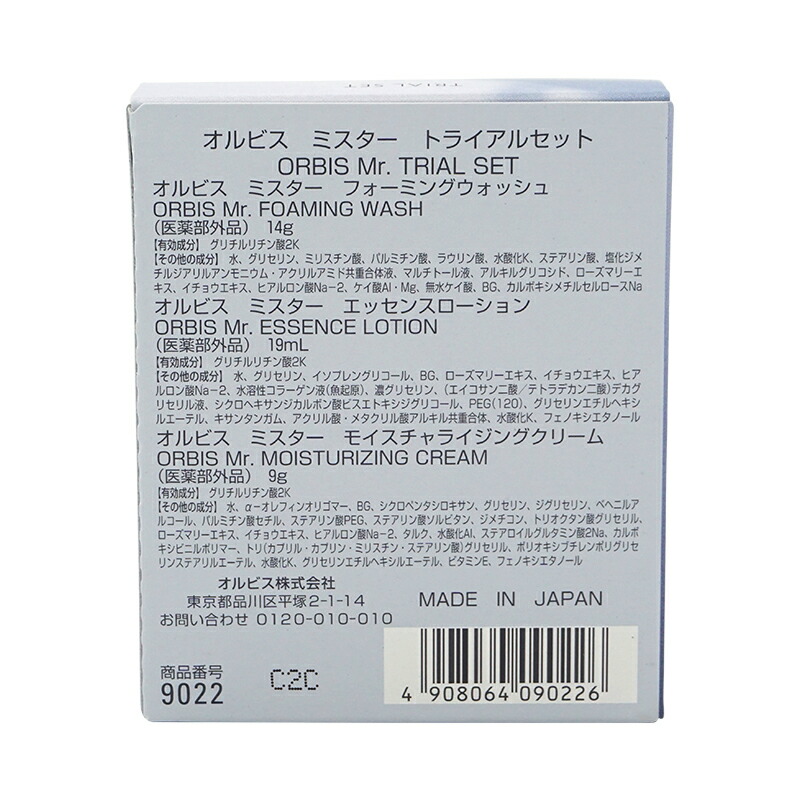 TRIAL SET
オルビス ミスター トライアルセット
ORBIS Mr. TRIAL SET
オルビス ミスター フォーミングウォッシュ
ORBIS Mr. FOAMING WASH
(医薬部外品) 14g
【有効成分】 グリチルリチン酸2K
【その他の成分】 水、グリセリン、ミリスチン酸、パルミチン酸、ラウリン酸、水酸化K、ステアリン酸、塩化ジメ
チルジアリルアンモニウム・アクリルアミド共重合体液、マルチトール液、アルキルグリコシド、ローズマリーエ
キス、イチョウエキス、ヒアルロン酸Na-2、ケイ酸Al・Mg、無水ケイ酸、BG、カルボキシメチルセルロースNa
オルビス ミスター エッセンスローション
ORBIS Mr. ESSENCE LOTION
(医薬部外品) 19mL
【有効成分】 グリチルリチン酸2K
【その他の成分】 水、グリセリン、イソプレングリコール、BG、ローズマリーエキス、イチョウエキス、ヒア
ルロン酸Na-2、水溶性コラーゲン液(魚起原)、濃グリセリン、(エイコサン二酸/テトラデカン二酸)デカグ
リセリル液、シクロヘキサンジカルボン酸ビスエトキシジグリコール、PEG(120)、グリセリンエチルヘキシ
ルエーテル、キサンタンガム、アクリル酸・メタクリル酸アルキル共重合体、水酸化K、フェノキシエタノール
オルビス ミスター モイスチャライジングクリーム
ORBIS Mr. MOISTURIZING CREAM
(医薬部外品) 9g
【有効成分】 グリチルリチン酸2K
【その他の成分】 水、α-オレフィンオリゴマー、BG、シクロペンタシロキサン、グリセリン、ジグリセリン、ベヘニルア
ルコール、パルミチン酸セチル、ステアリン酸PEG、ステアリン酸ソルビタン、ジメチコン、トリオクタン酸グリセリル、
ローズマリーエキス、イチョウエキス、ヒアルロン酸Na-2、タルク、水酸化Al、ステアロイルグルタミン酸2Na、カルボ
キシビニルポリマー、トリ(カプリル・カプリン・ミリスチン・ステアリン酸)グリセリル、ポリオキシブチレンポリグリセ
リンステアリルエーテル、水酸化K、グリセリンエチルヘキシルエーテル、ビタミンE、フェノキシエタノール
オルビス株式会社
東京都品川区平塚2-1-14 MADE IN JAPAN
お問い合わせ 0120-010-010
商品番号
9022 C2C
4 908064 090226